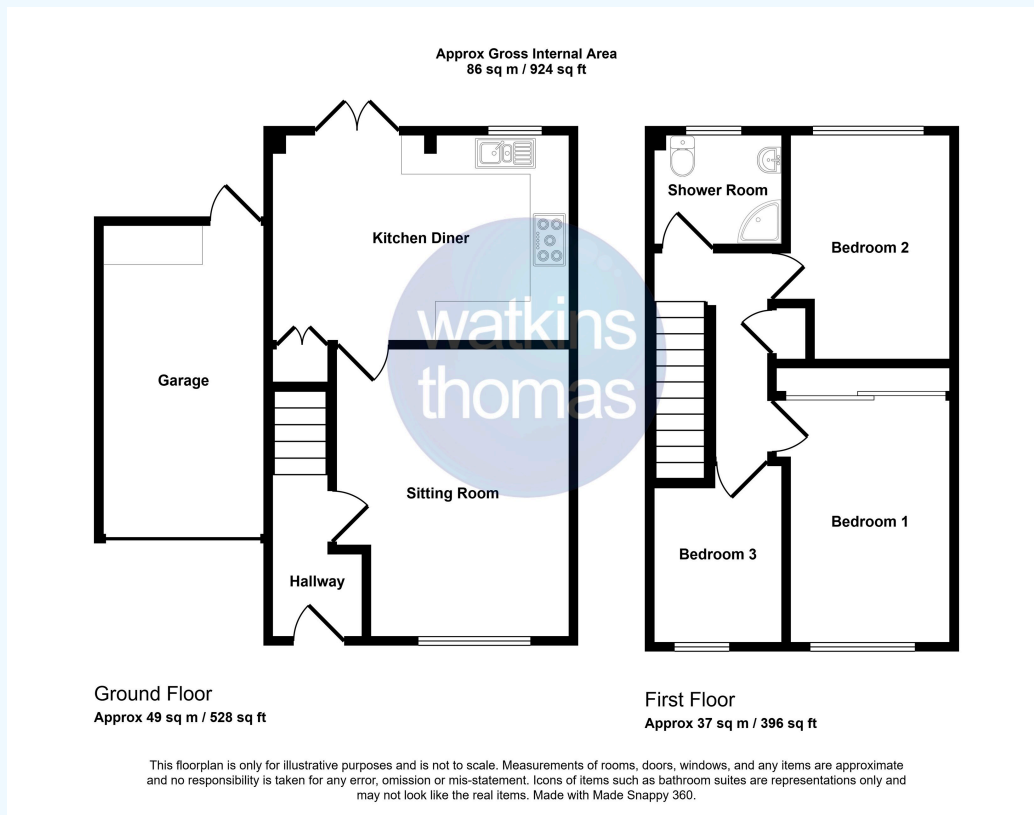 Approx Gross Internal Area
86 sq m / 924 sq ft
Shower Room
Kitchen Diner
Bedroom 2
watkins
thomas
Garage
Sitting Room
Bedroom 1
Bedroom 3
Hallway
Ground Floor
Approx 49 sq m / 528 sq ft
First Floor
Approx 37 sq m / 396 sq ft
This floorplan is only for illustrative purposes and is not to scale. Measurements of rooms, doors, windows, and any items are approximate
and no responsibility is taken for any error, omission or mis-statement. Icons of items such as bathroom suites are representations only and
may not look like the real items. Made with Made Snappy 360.